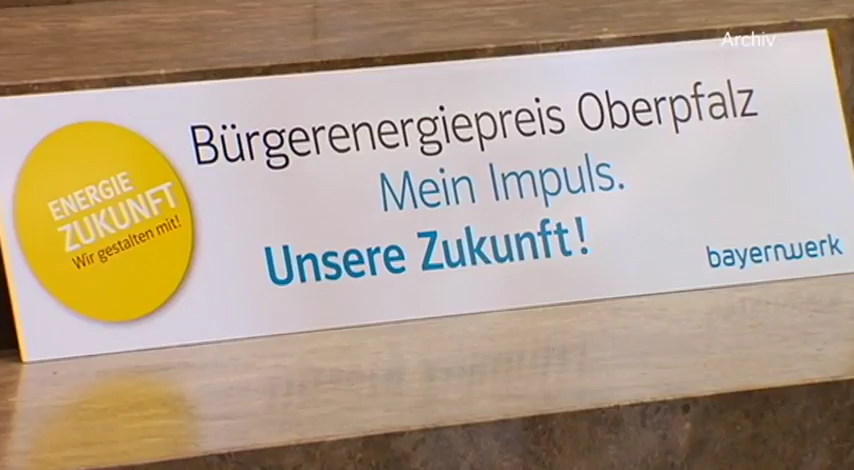 Archiv
Bürgerenergiepreis Oberpfalz
Mein Impuls.
Unsere Zukunft!
ENERGIE
ZUKUNFT
Wir gestalten mit!
bayernwerk